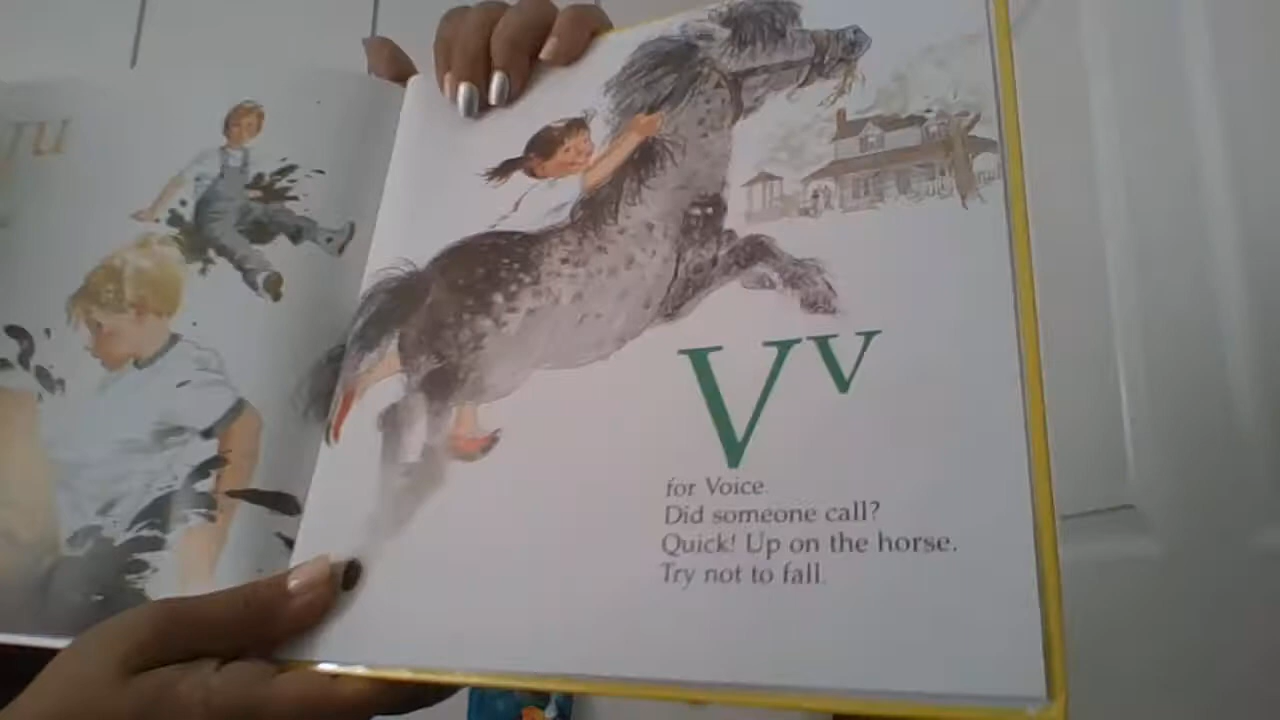 Vv
for Voice.
Did someone call?
Quick! Up on the horse.
Try not to fall.